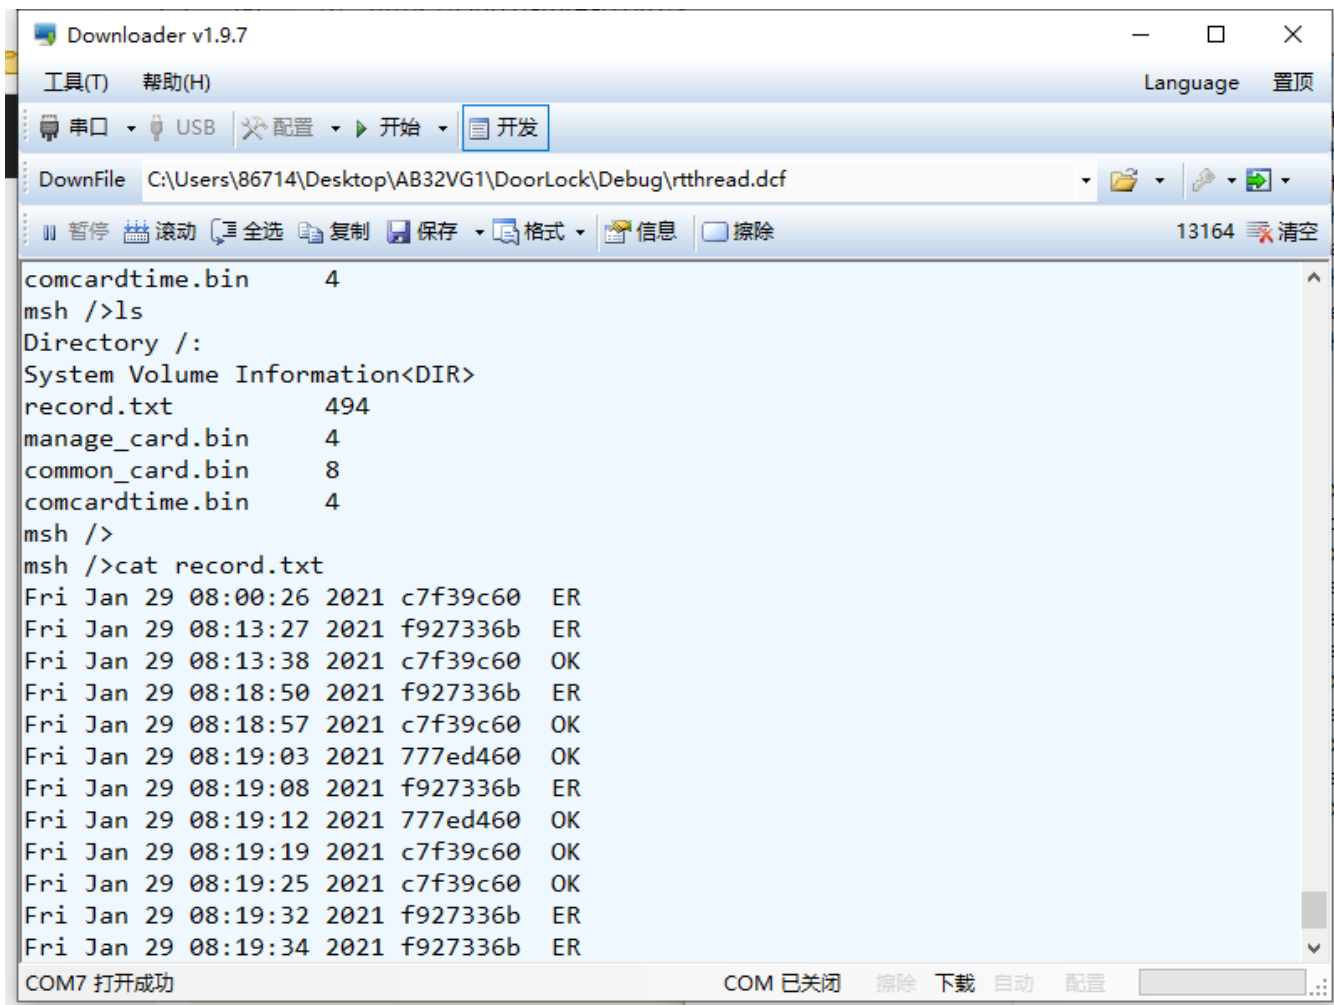 Downloader v1.9.7
工具(T) 帮助(H) Language 置顶
串口 USB 配置 开始 开发
DownFile C:\Users\86714\Desktop\AB32VG1\DoorLock\Debug\rtthread.dcf
暂停 滚动 全选 复制 保存 格式 信息 擦除 13164 清空
comcardtime.bin 4
msh />ls
Directory /:
System Volume Information<DIR>
record.txt 494
manage_card.bin 4
common_card.bin 8
comcardtime.bin 4
msh />
msh />cat record.txt
Fri Jan 29 08:00:26 2021 c7f39c60 ER
Fri Jan 29 08:13:27 2021 f927336b ER
Fri Jan 29 08:13:38 2021 c7f39c60 OK
Fri Jan 29 08:18:50 2021 f927336b ER
Fri Jan 29 08:18:57 2021 c7f39c60 OK
Fri Jan 29 08:19:03 2021 777ed460 OK
Fri Jan 29 08:19:08 2021 f927336b ER
Fri Jan 29 08:19:12 2021 777ed460 OK
Fri Jan 29 08:19:19 2021 c7f39c60 OK
Fri Jan 29 08:19:25 2021 c7f39c60 OK
Fri Jan 29 08:19:32 2021 f927336b ER
Fri Jan 29 08:19:34 2021 f927336b ER
COM7 打开成功 COM 已关闭 擦除 下载 自动 配置